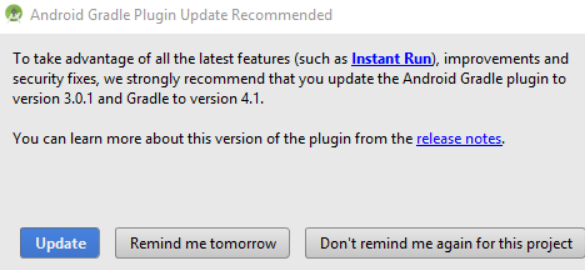 Android Gradle Plugin Update Recommended
To take advantage of all the latest features (such as Instant Run), improvements and
security fixes, we strongly recommend that you update the Android Gradle plugin to
version 3.0.1 and Gradle to version 4.1.
You can learn more about this version of the plugin from the release notes.
Update
Remind me tomorrow
Don't remind me again for this project